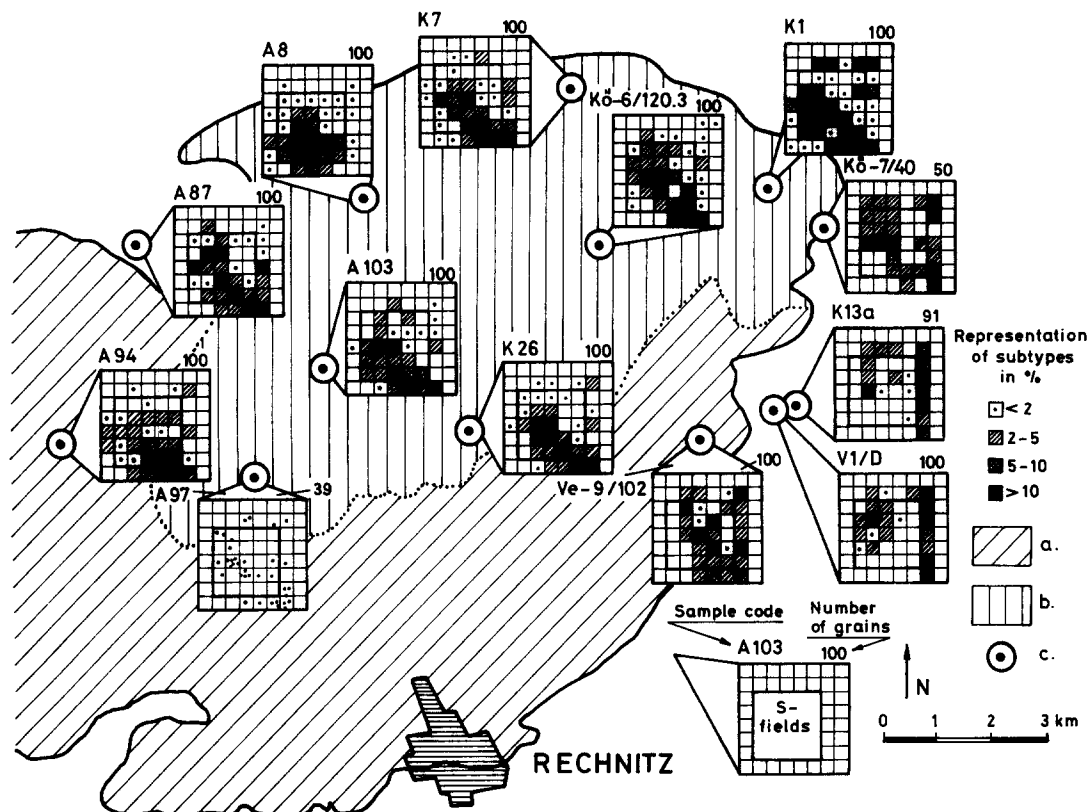 K7
100
K1
100
A8
100
Kő-6/120.3
100
Kő-7/40
50
A87
100
A103
100
K13a
91
Representation
of subtypes
in %
< 2
2-5
5-10
>10
A94
100
K26
100
Ve-9/102
100
V1/D
100
A97
39
a.
b.
c.
Sample code
Number
of grains
A103
100
S-
fields
N
0 1 2 3 km
RECHNITZ